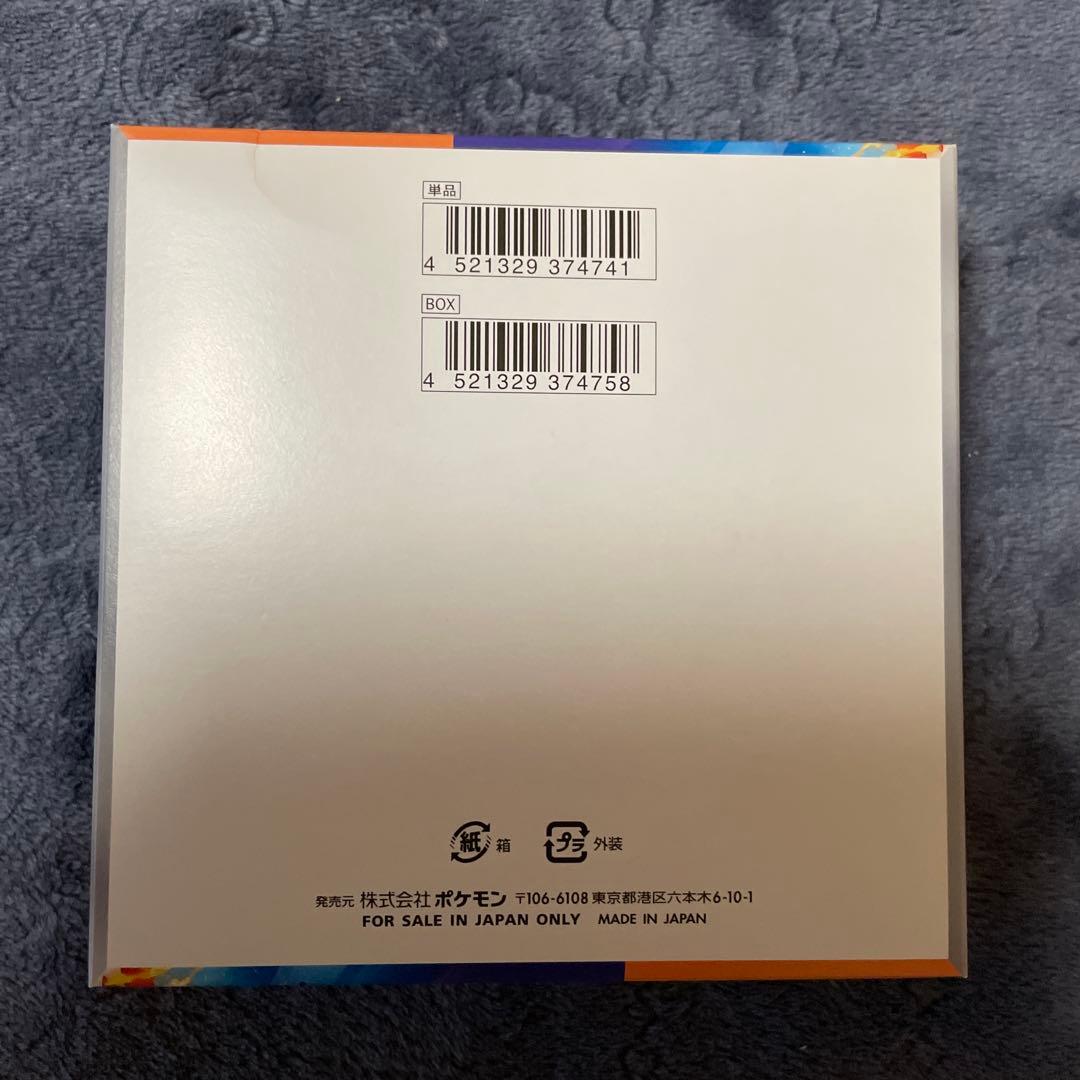 単品
4 521329 374741
BOX
4 521329 374758
紙 箱 プラ 外装
発売元 株式会社ポケモン 〒106-6108 東京都港区六本木6-10-1
FOR SALE IN JAPAN ONLY MADE IN JAPAN